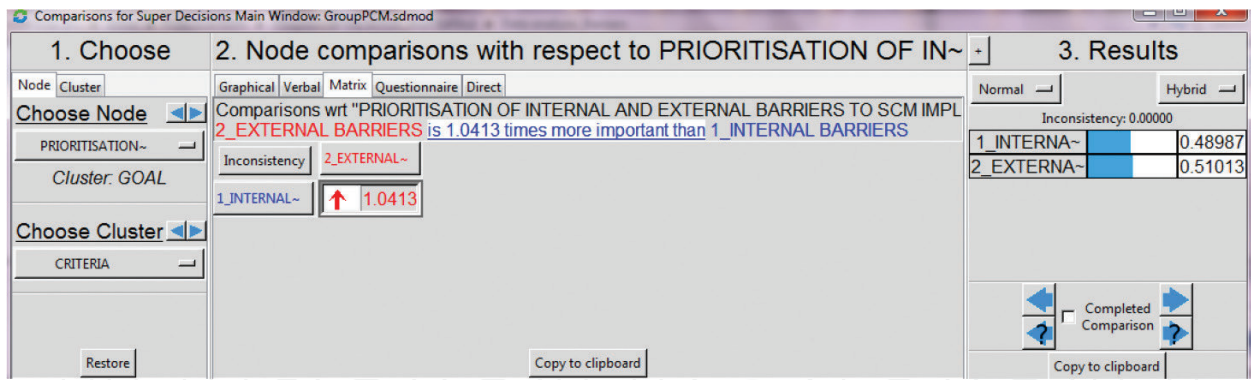 Comparisons for Super Decisions Main Window: GroupPCM.sdmod
1. Choose
2. Node comparisons with respect to PRIORITISATION OF IN~
+
3. Results
Node Cluster
Graphical Verbal Matrix Questionnaire Direct
Normal
Hybrid
Choose Node
Comparisons wrt "PRIORITISATION OF INTERNAL AND EXTERNAL BARRIERS TO SCM IMPL
2_EXTERNAL BARRIERS is 1.0413 times more important than 1_INTERNAL BARRIERS
Inconsistency: 0.00000
PRIORITISATION~
Inconsistency 2_EXTERNAL~
1_INTERNA~ 0.48987
2_EXTERNA~ 0.51013
Cluster: GOAL
1_INTERNAL~ 1.0413
Choose Cluster
CRITERIA
Completed
Comparison
?
?
Restore
Copy to clipboard
Copy to clipboard